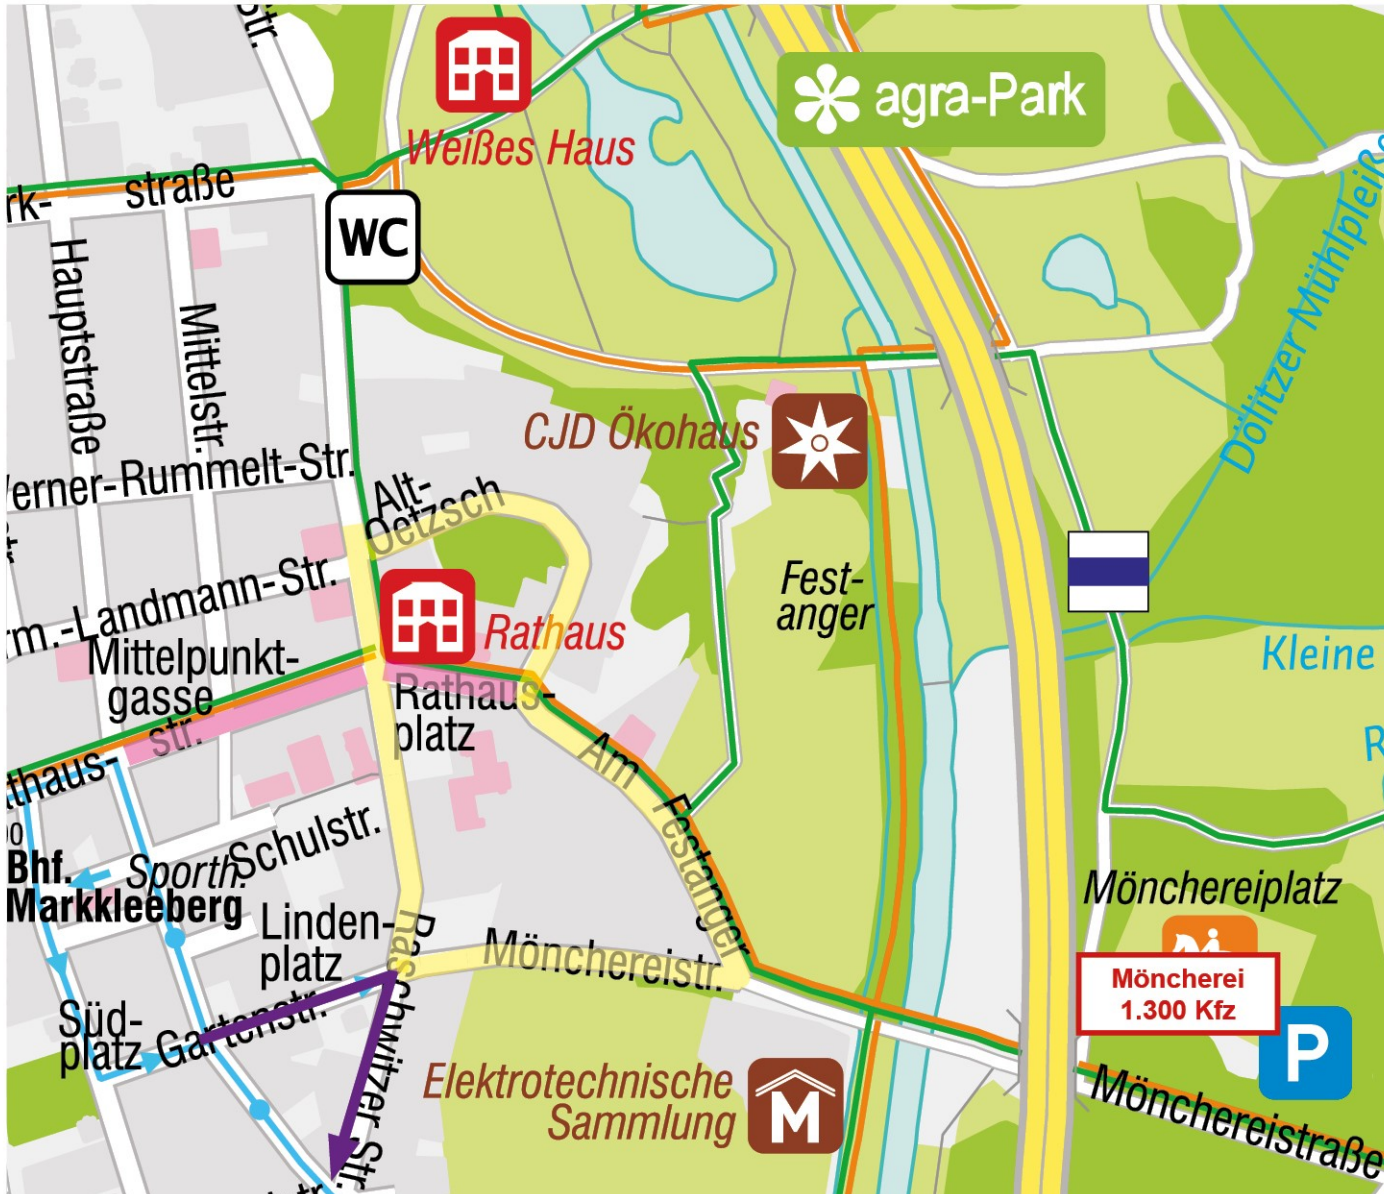 Str.
agra-Park
Weißes Haus
rk-
straße
WC
Hauptstraße
Mittelstr.
Dölitzer Mühlpleiße
CJD Ökohaus
erner-Rummelt-Str.
Alt-
Oetzsch
rm.-Landmann-Str.
Fest-
anger
Rathaus
Mittelpunkt-
gasse
str.
Rathaus-
platz
Kleine
R
thaus-
Am Festanger
Schulstr.
Bhf.
Markkleeberg
Sporth.
Mönchereiplatz
Linden-
platz
Mönchereistr.
Raschwitzer Str.
Möncherei
1.300 Kfz
Süd-
platz
Gartenstr.
P
Elektrotechnische
Sammlung
M
Mönchereistraße
str.